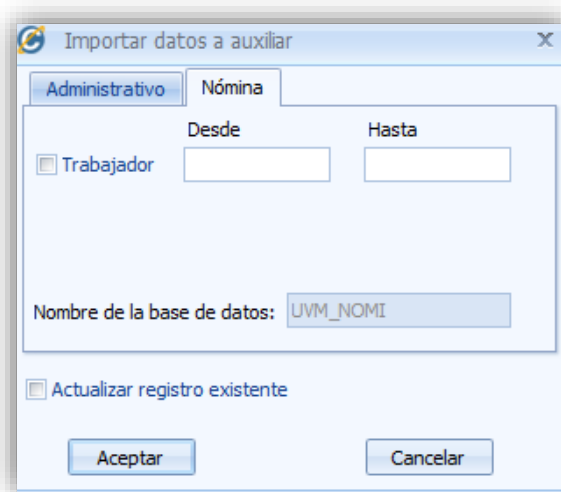 Importar datos a auxiliar
Administrativo Nómina
Desde Hasta
Trabajador
Nombre de la base de datos: UVM_NOMI
Actualizar registro existente
Aceptar Cancelar